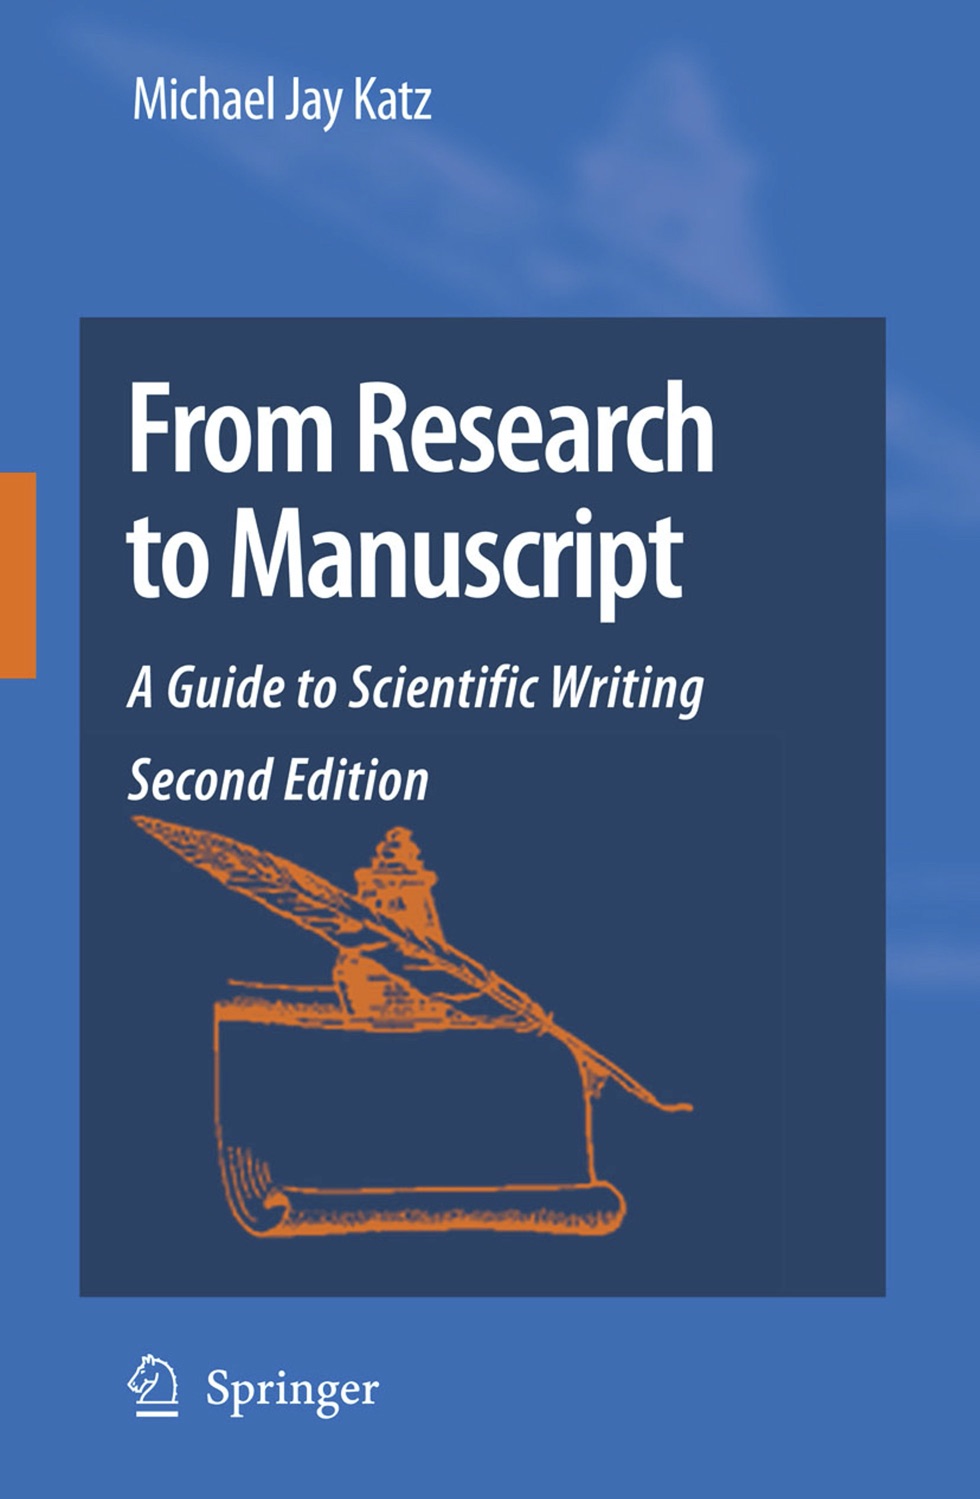 Michael Jay Katz
From Research
to Manuscript
A Guide to Scientific Writing
Second Edition
Springer